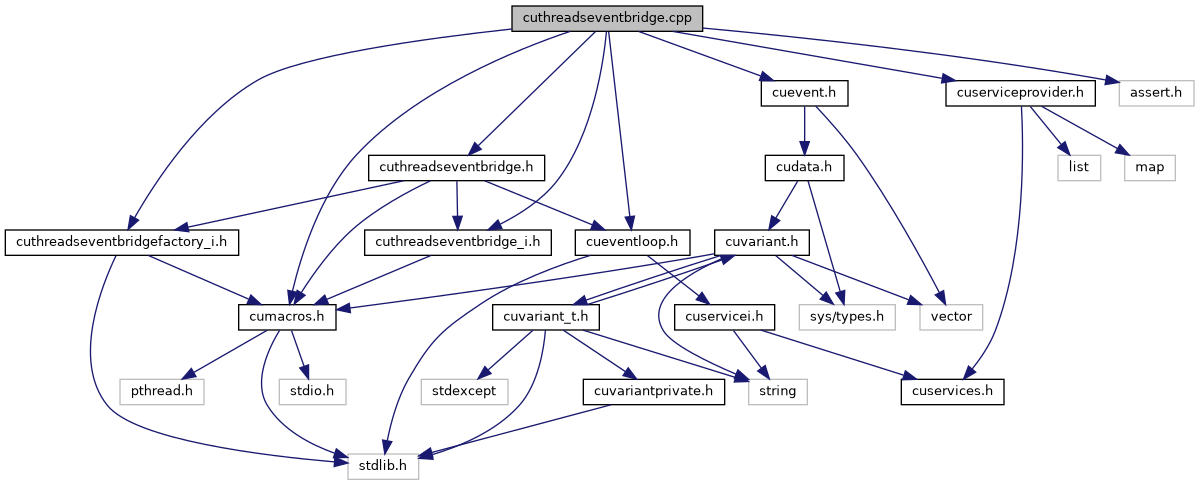 cuthreadseventbridge.cpp
cuevent.h
cuserviceprovider.h
assert.h
cuthreadseventbridge.h
cudata.h
list
map
cuthreadseventbridgefactory_i.h
cuthreadseventbridge_i.h
cueventloop.h
cuvariant.h
cumacros.h
cuvariant_t.h
cuservicei.h
sys/types.h
vector
pthread.h
stdio.h
stdexcept
cuvariantprivate.h
string
cuservices.h
stdlib.h